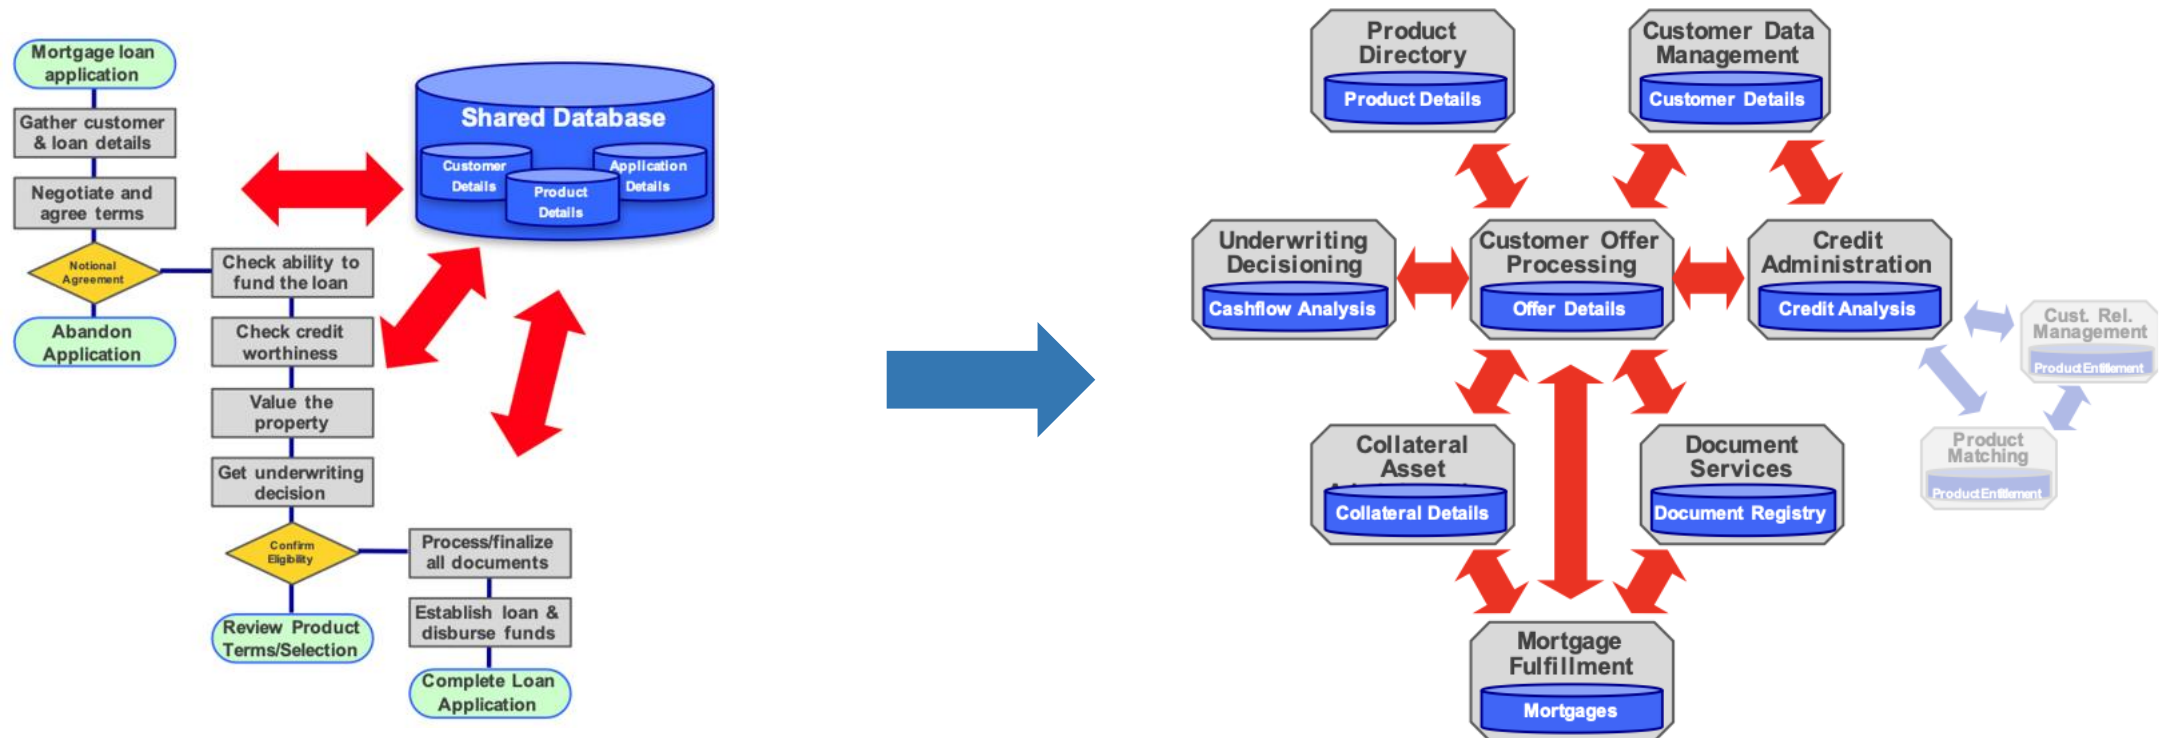 Mortgage loan
application
Gather customer
& loan details
Negotiate and
agree terms
Notional
Agreement
Abandon
Application
Check ability to
fund the loan
Check credit
worthiness
Value the
property
Get underwriting
decision
Confirm
Eligibility
Review Product
Terms/Selection
Process/finalize
all documents
Establish loan &
disburse funds
Complete Loan
Application
Shared Database
Customer
Details
Product
Details
Application
Details
Product
Directory
Product Details
Customer Data
Management
Customer Details
Underwriting
Decisioning
Cashflow Analysis
Customer Offer
Processing
Offer Details
Credit
Administration
Credit Analysis
Cust. Rel.
Management
Product Entitlement
Product
Matching
Product Entitlement
Collateral
Asset
Collateral Details
Document
Services
Document Registry
Mortgage
Fulfillment
Mortgages